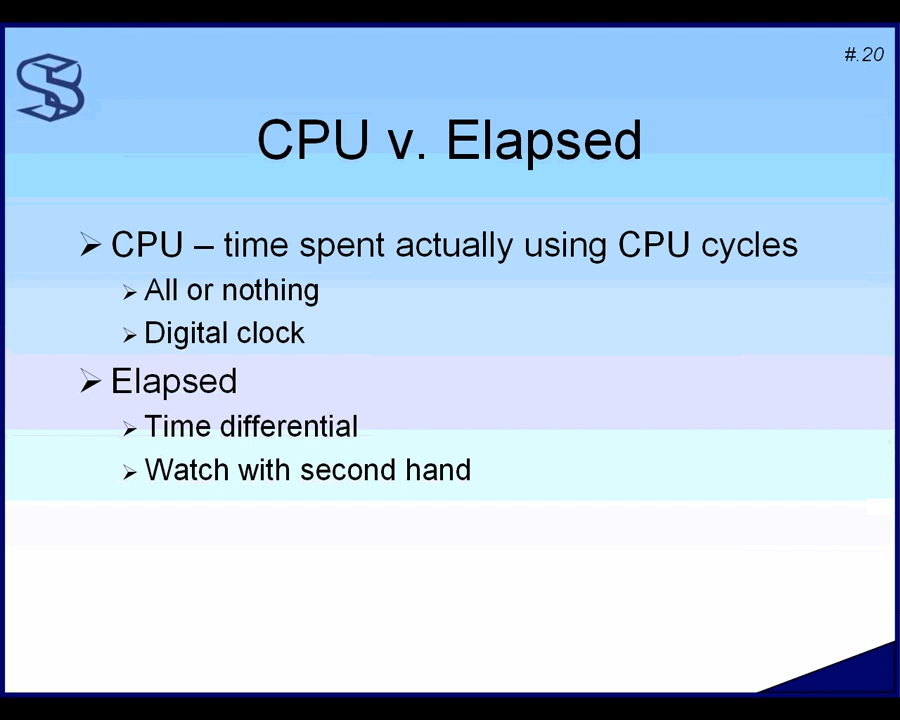 #.20
CPU v. Elapsed
CPU – time spent actually using CPU cycles
All or nothing
Digital clock
Elapsed
Time differential
Watch with second hand